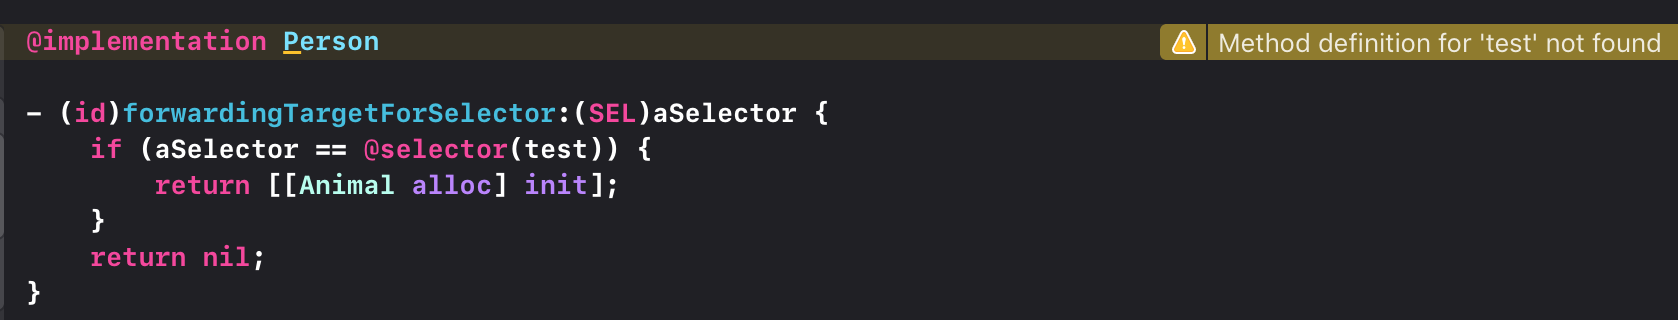 @implementation Person
Method definition for 'test' not found
- (id)forwardingTargetForSelector:(SEL)aSelector {
    if (aSelector == @selector(test)) {
        return [[Animal alloc] init];
    }
    return nil;
}